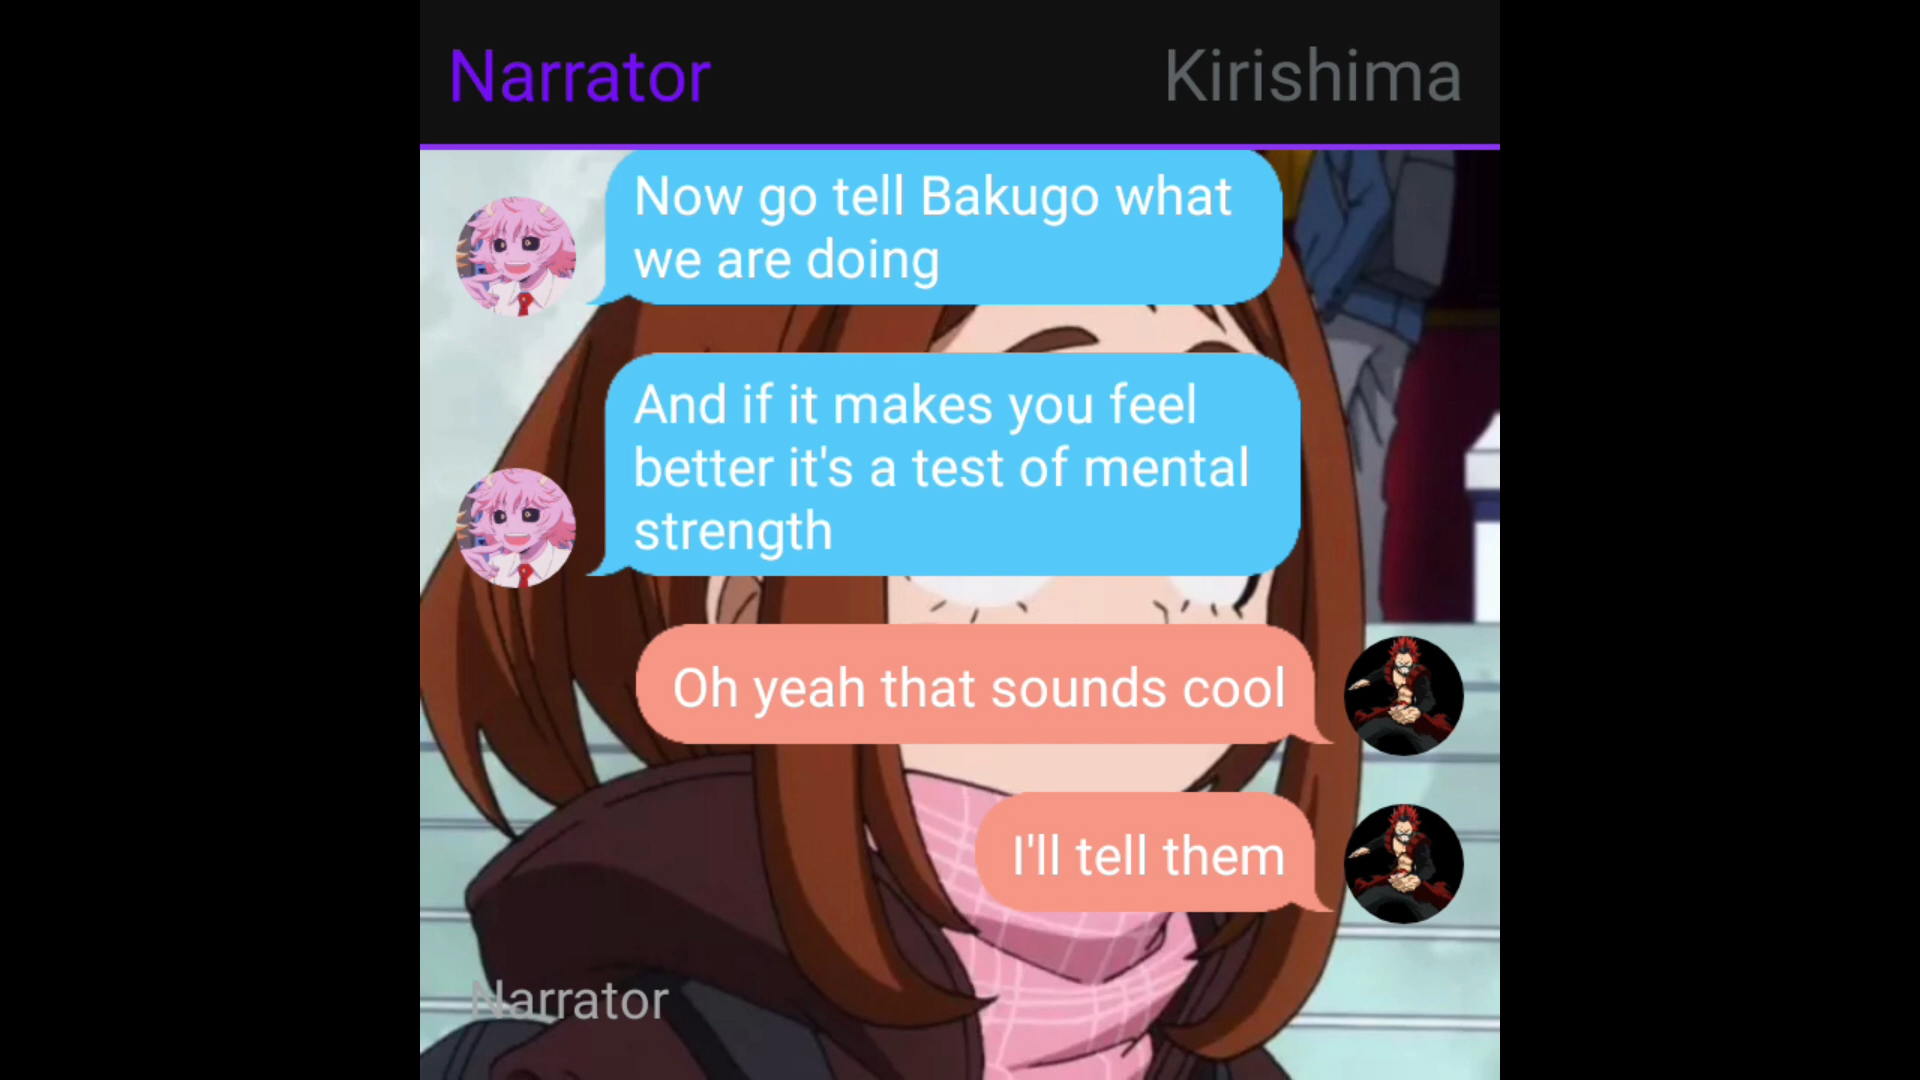 Narrator
Kirishima
Now go tell Bakugo what
we are doing
And if it makes you feel
better it's a test of mental
strength
Oh yeah that sounds cool
I'll tell them
Narrator